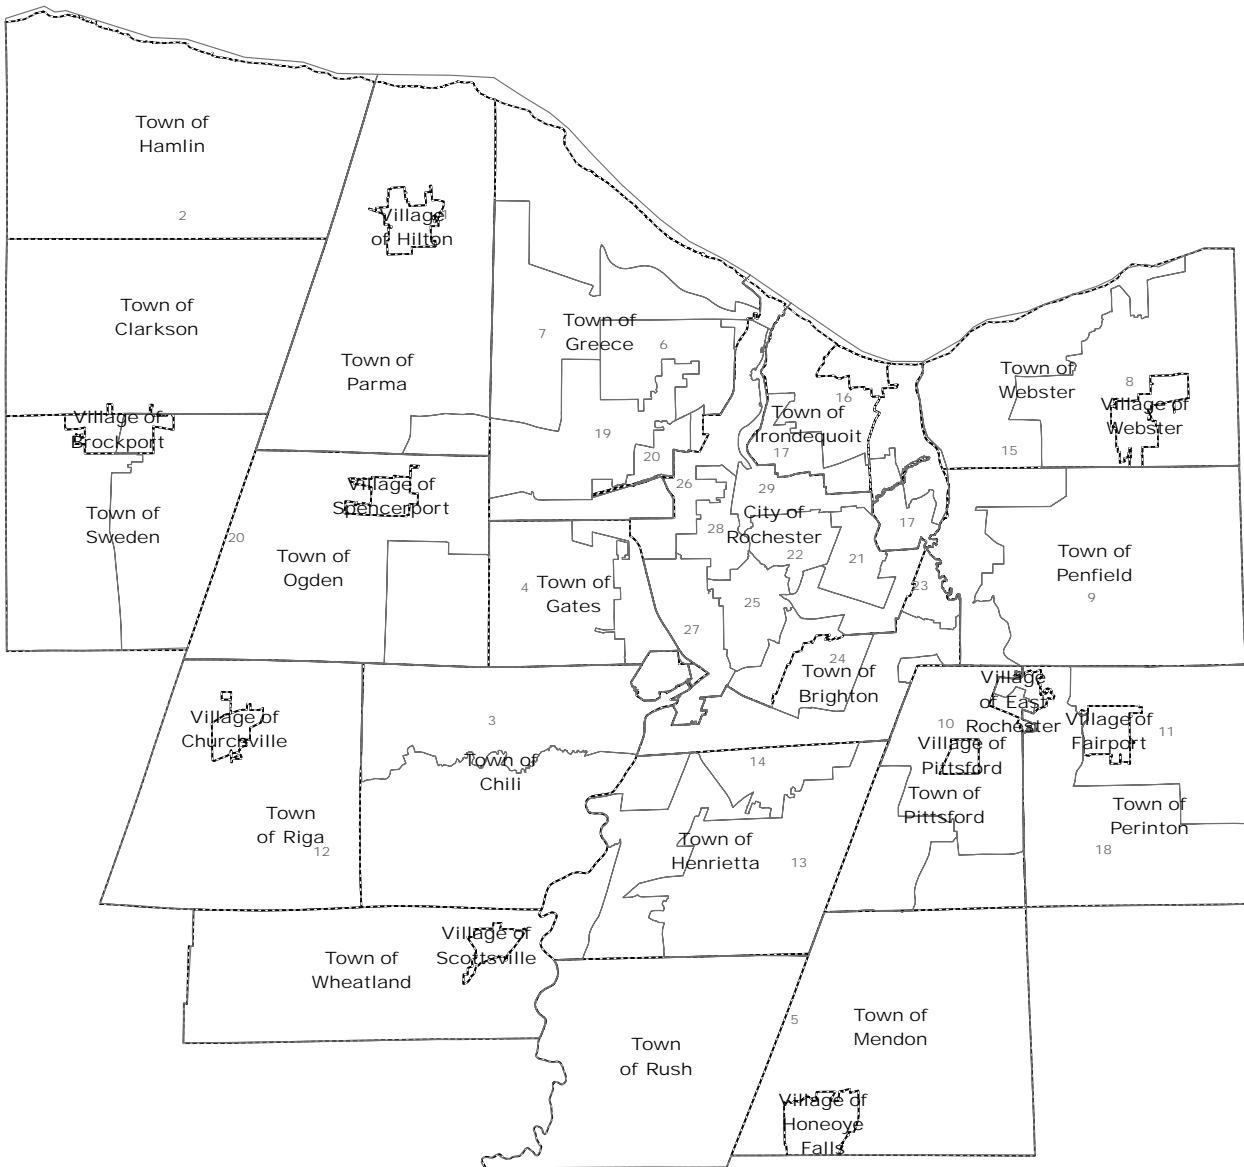 Town of
Hamlin
2
Village
of Hilton
Town of
Clarkson
Town of
Parma
7
Town of
Greece
6
Village of
Brockport
Town of
Sweden
20
Village of
Spencerport
Town of
Ogden
19
20
26
Town of
Irondequoit
16
17
29
City of
Rochester
28
22
21
17
23
25
27
24
4
Town of
Gates
Town of
Brighton
Town of
Webster
8
Village of
Webster
15
Town of
Penfield
9
Village of
Churchville
Town
of Riga
12
3
Town of
Chili
14
Town of
Henrietta
13
10
Village of
Pittsford
Town of
Pittsford
Village
of East
Rochester
Village of
Fairport
11
Town of
Perinton
18
Village of
Scottsville
Town of
Wheatland
Town
of Rush
5
Town of
Mendon
Village of
Honeoye
Falls